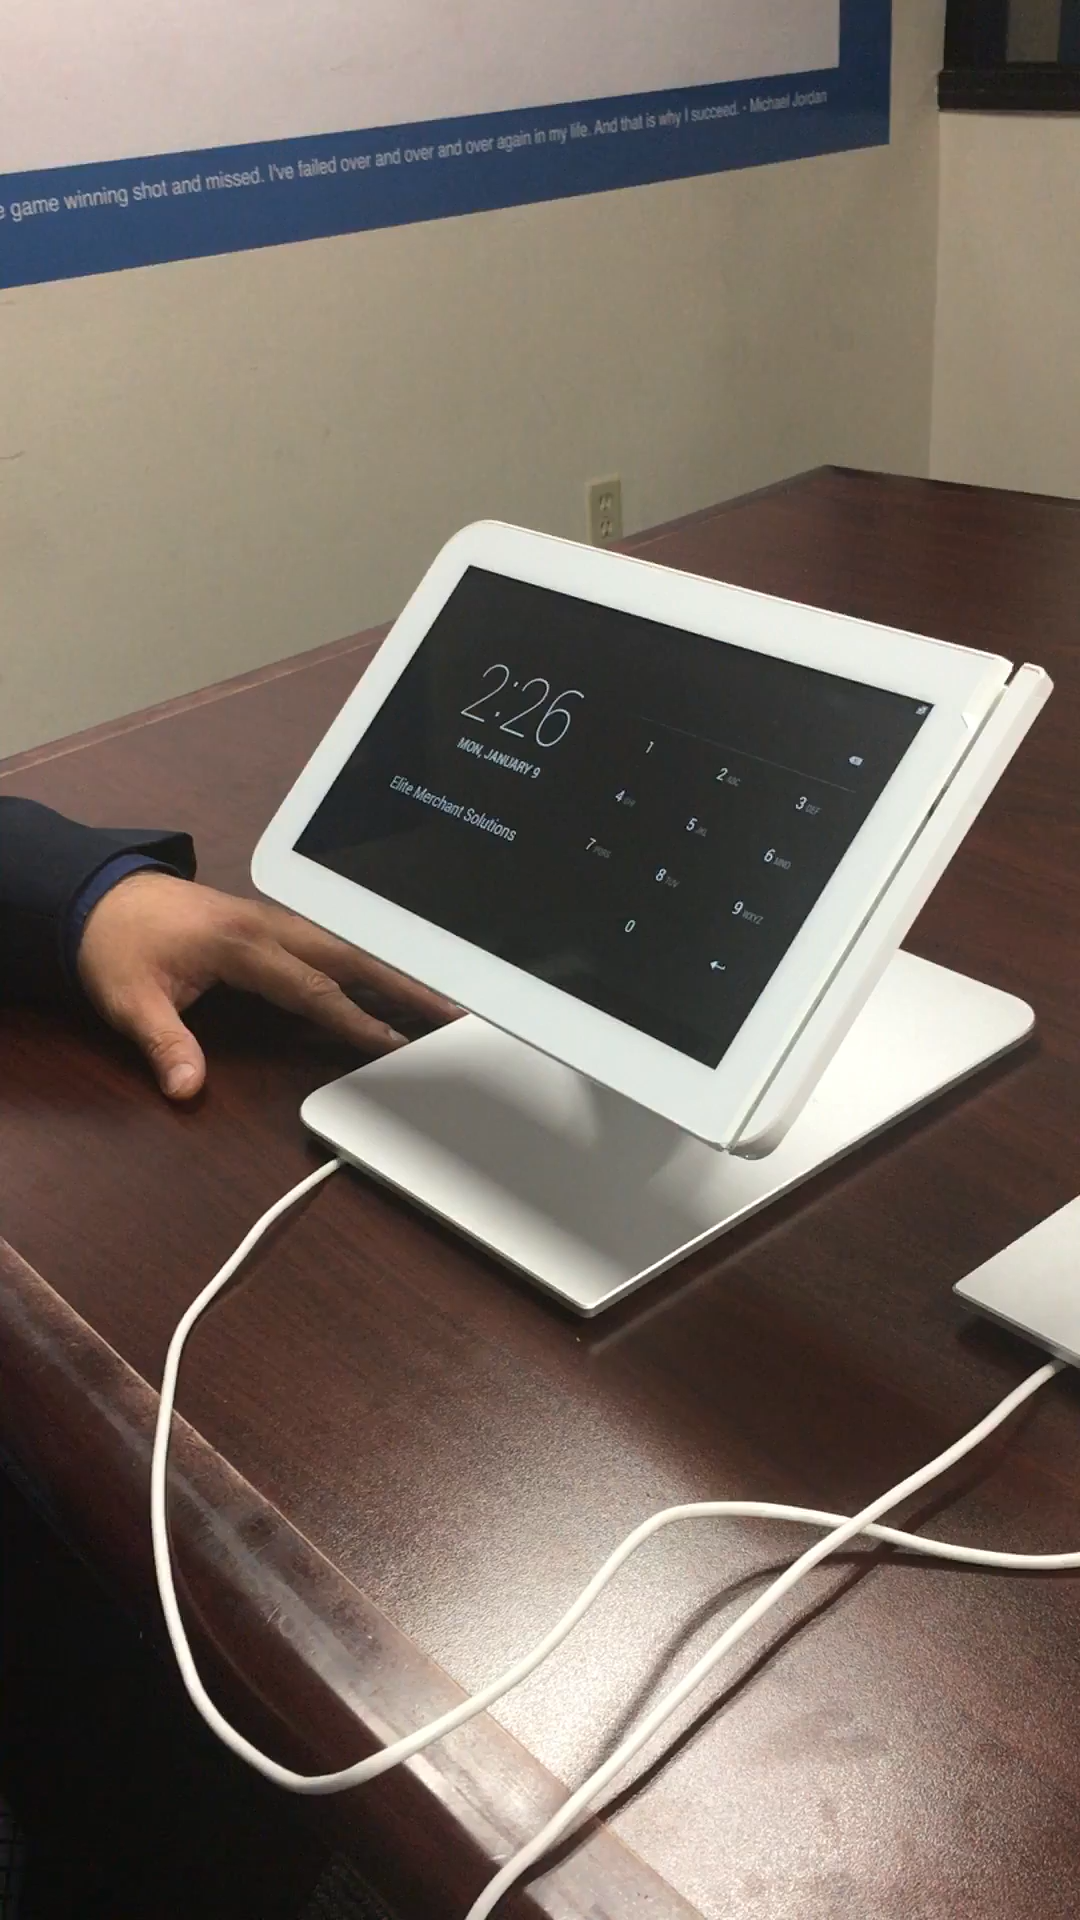 game winning shot and missed. I've failed over and over and over again in my life. And that is why I succeed. - Michael Jordan
2:26
MON, JANUARY 9
Elite Merchant Solutions
1
2 ABC
3 DEF
4 GHI
5 JKL
6 MNO
7 PQRS
8 TUV
9 WXYZ
0